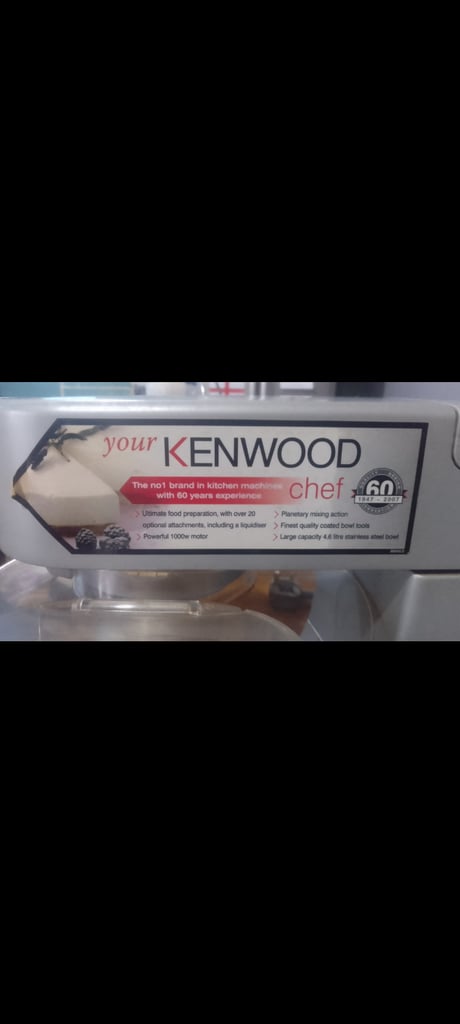 your KENWOOD
chef
The no1 brand in kitchen machines
with 60 years experience
60
1947 - 2007
Ultimate food preparation, with over 20
optional attachments, including a liquidiser
Powerful 1000w motor
Planetary mixing action
Finest quality coated bowl tools
Large capacity 4,6 litre stainless steel bowl